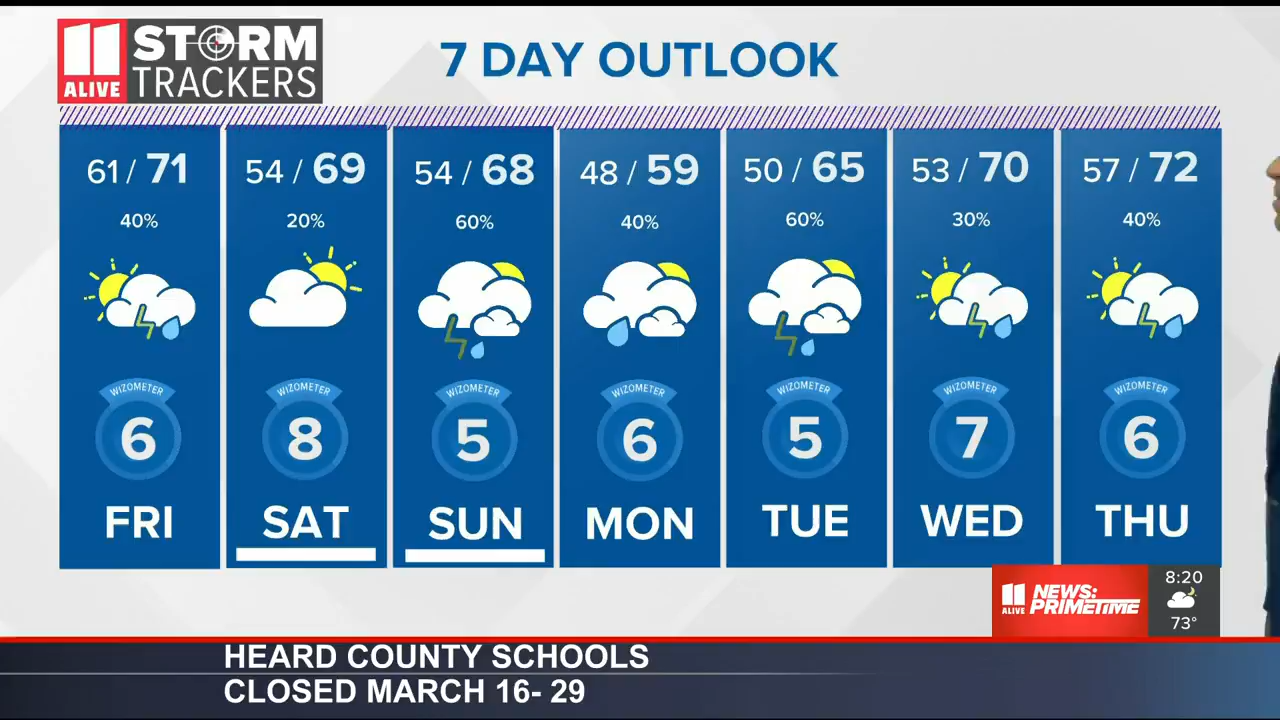 11 ALIVE
STORM TRACKERS
7 DAY OUTLOOK
61 / 71
40%
WIZOMETER
6
FRI
54 / 69
20%
WIZOMETER
8
SAT
54 / 68
60%
WIZOMETER
5
SUN
48 / 59
40%
WIZOMETER
6
MON
50 / 65
60%
WIZOMETER
5
TUE
53 / 70
30%
WIZOMETER
7
WED
57 / 72
40%
WIZOMETER
6
THU
11 ALIVE
NEWS:
PRIMETIME
8:20
73°
HEARD COUNTY SCHOOLS
CLOSED MARCH 16- 29